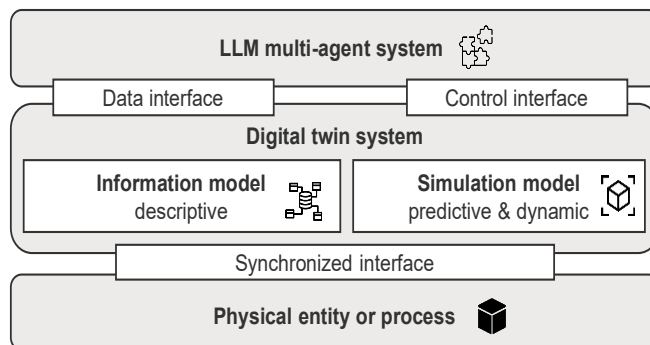 LLM multi-agent system
Data interface
Control interface
Digital twin system
Information model
descriptive
Simulation model
predictive & dynamic
Synchronized interface
Physical entity or process